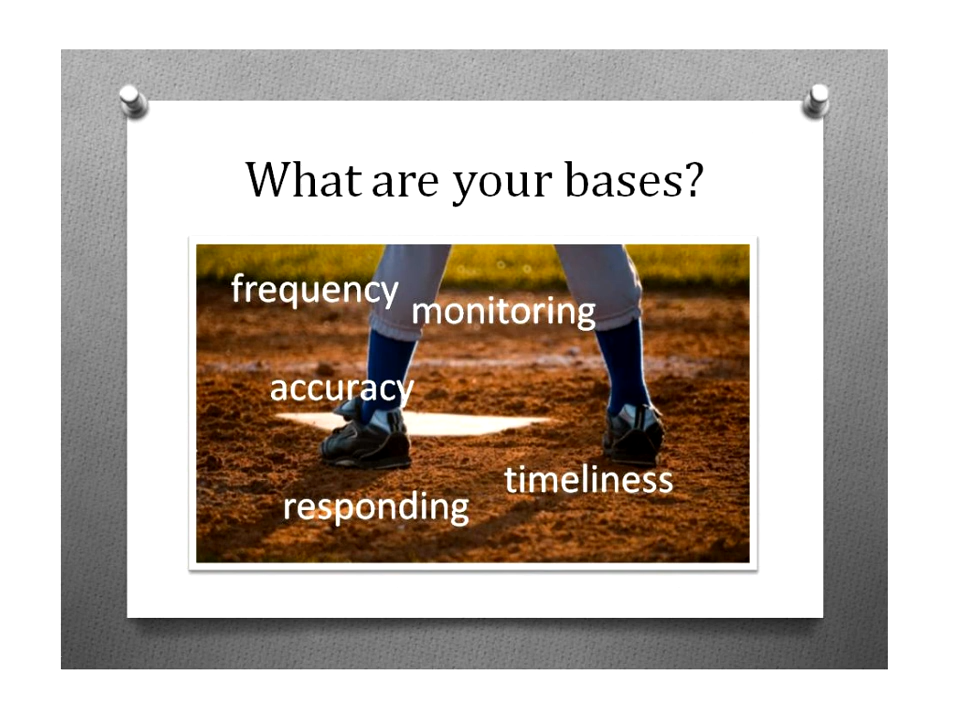 What are your bases?
frequency
monitoring
accuracy
timeliness
responding